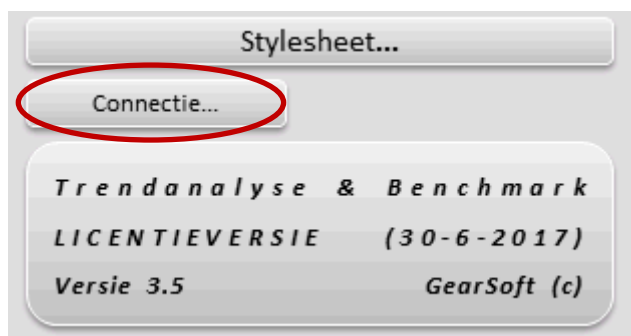 Stylesheet...
Connectie...
Trendanalyse & Benchmark
LICENTIEVERSIE (30-6-2017)
Versie 3.5 GearSoft (c)